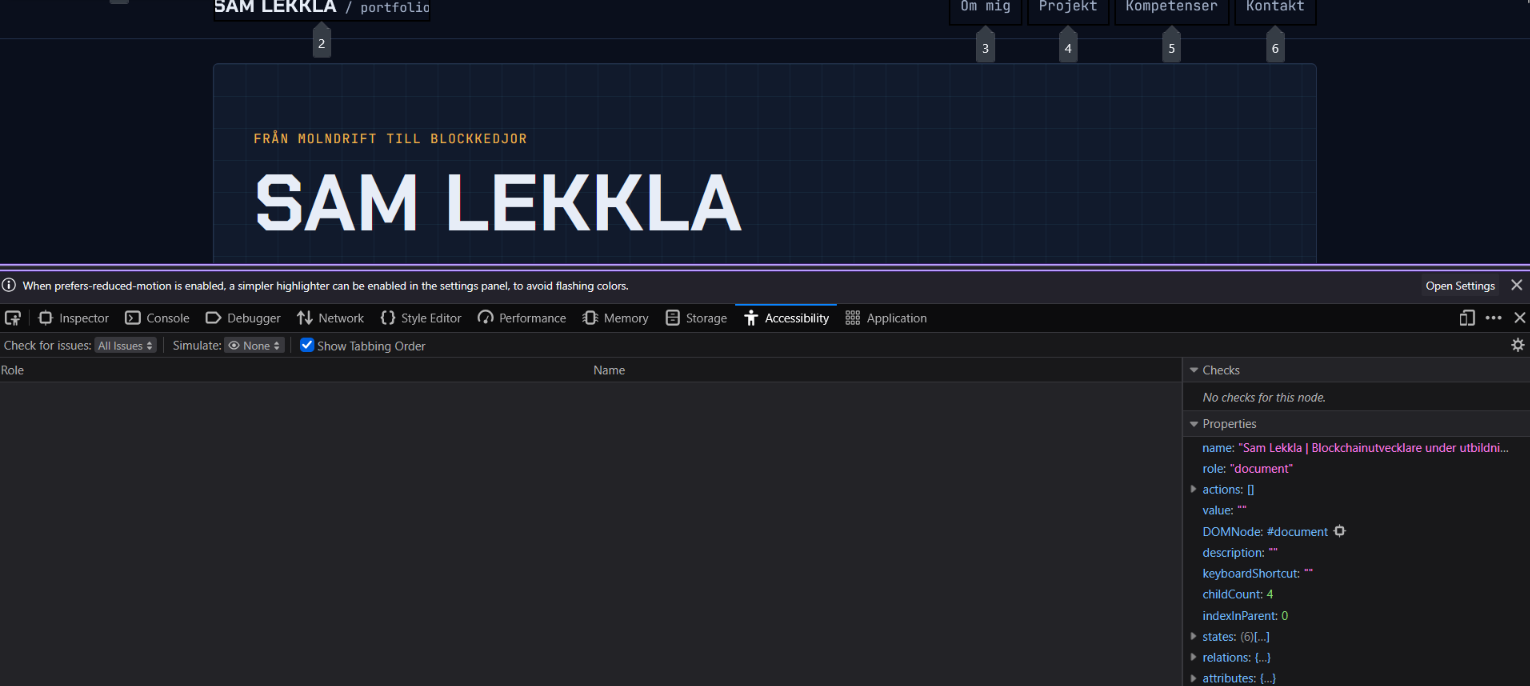 SAM LEKKLA / portfolio Om mig Projekt Kompetenser Kontakt
2 3 4 5 6
FRÅN MOLNDRIFT TILL BLOCKKEDJOR
SAM LEKKLA
When prefers-reduced-motion is enabled, a simpler highlighter can be enabled in the settings panel, to avoid flashing colors. Open Settings
Inspector Console Debugger Network Style Editor Performance Memory Storage Accessibility Application
Check for issues: All Issues Simulate: None Show Tabbing Order
Role Name
Checks
No checks for this node.
Properties
name: "Sam Lekkla | Blockchainutvecklare under utbildni...
role: "document"
actions: []
value: ""
DOMNode: #document
description: ""
keyboardShortcut: ""
childCount: 4
indexInParent: 0
states: (6)[...]
relations: {...}
attributes: {...}